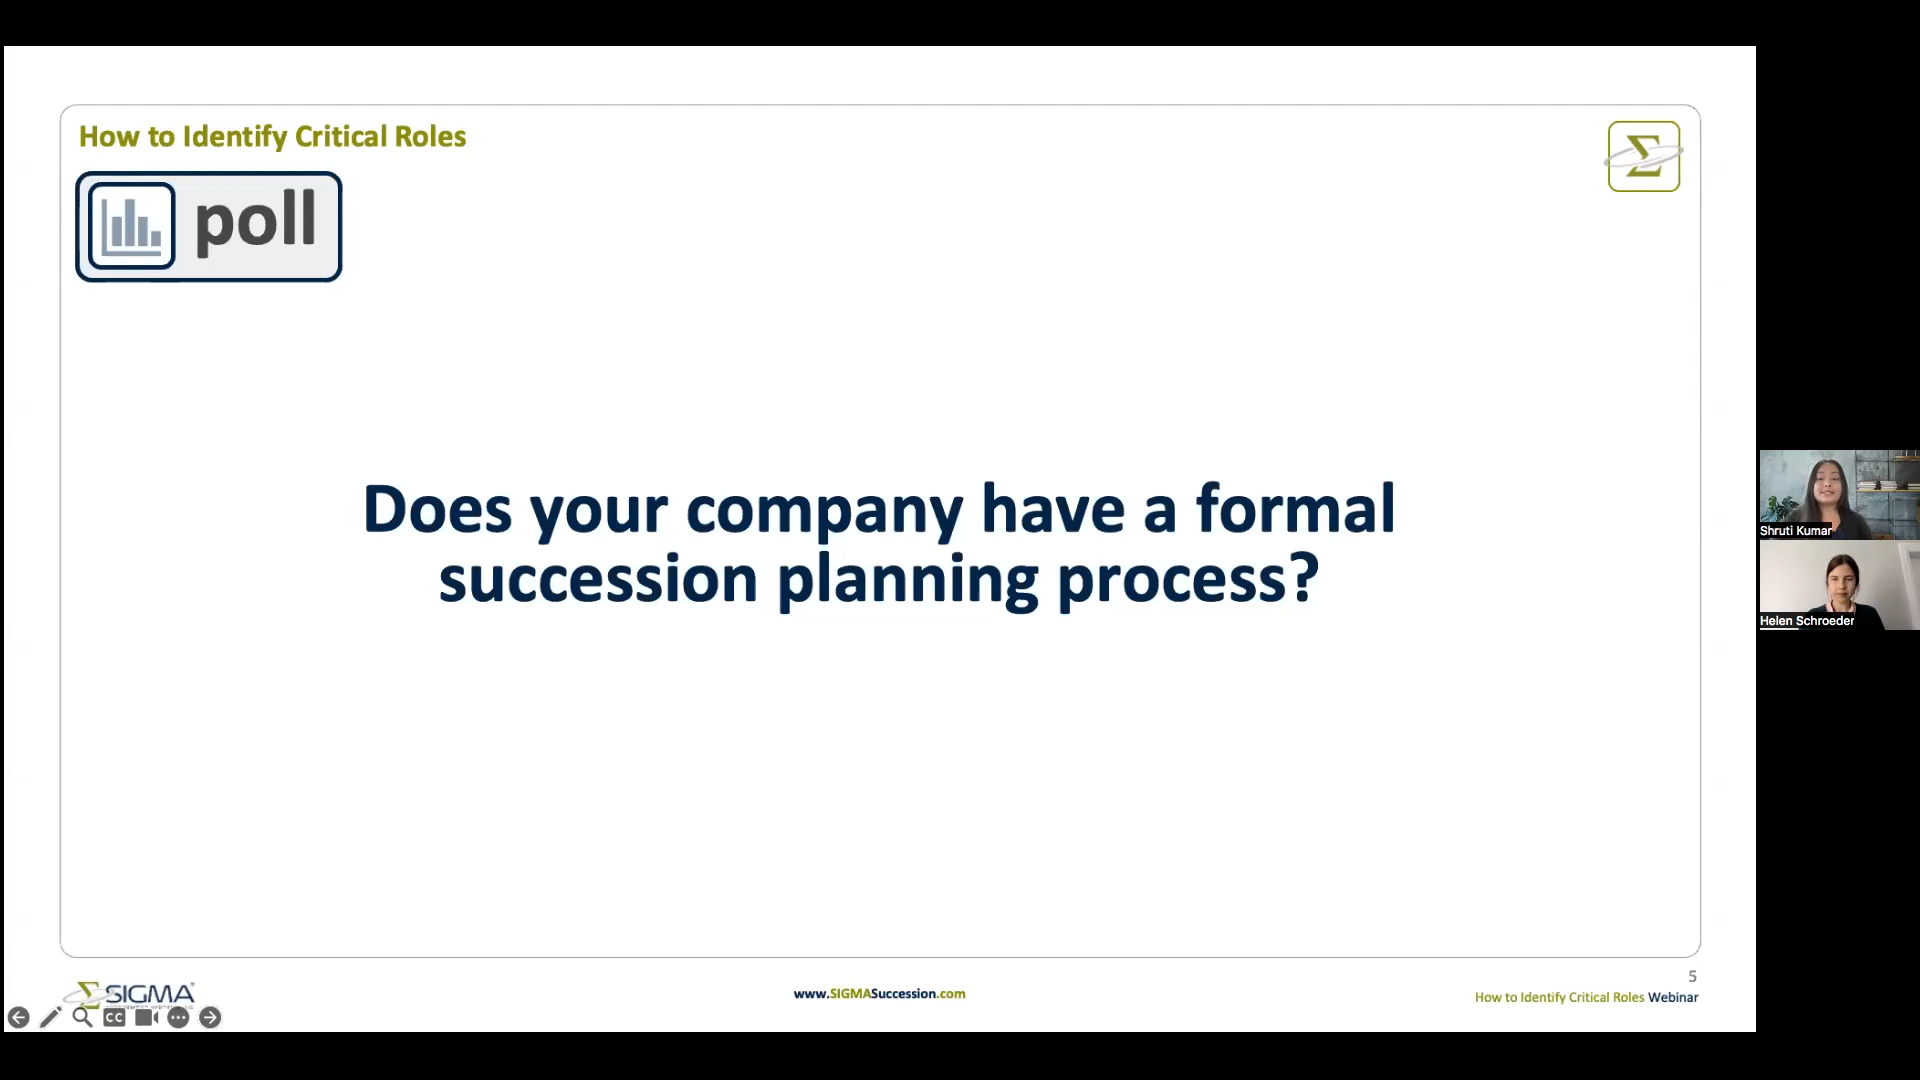 How to Identify Critical Roles
poll
Does your company have a formal
succession planning process?
Shruti Kumar
Helen Schroeder
SIGMA
www.SIGMASuccession.com
5
How to Identify Critical Roles Webinar
CC